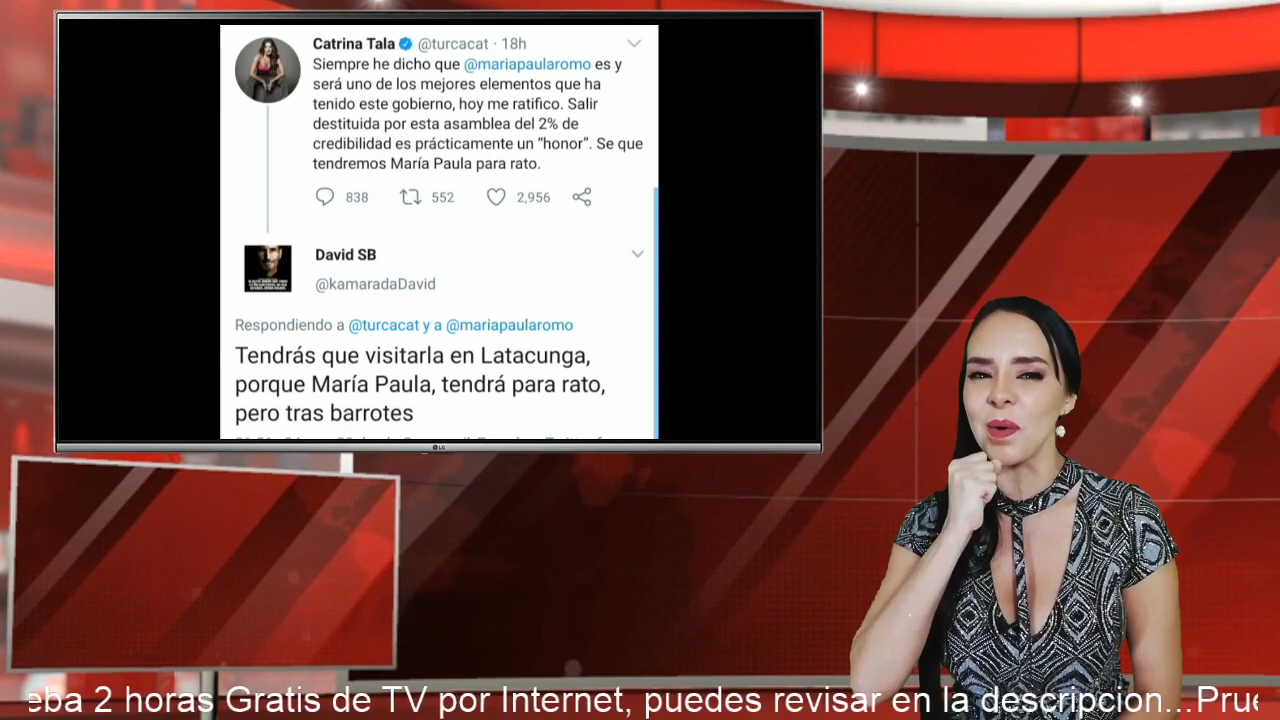 Catrina Tala @turcacat · 18h
Siempre he dicho que @mariapaularomo es y
será uno de los mejores elementos que ha
tenido este gobierno, hoy me ratifico. Salir
destituida por esta asamblea del 2% de
credibilidad es prácticamente un “honor”. Se que
tendremos María Paula para rato.
838 552 2,956
David SB
@kamaradaDavid
Respondiendo a @turcacat y a @mariapaularomo
Tendrás que visitarla en Latacunga,
porque María Paula, tendrá para rato,
pero tras barrotes
LG
eba 2 horas Gratis de TV por Internet, puedes revisar en la descripcion...Prue